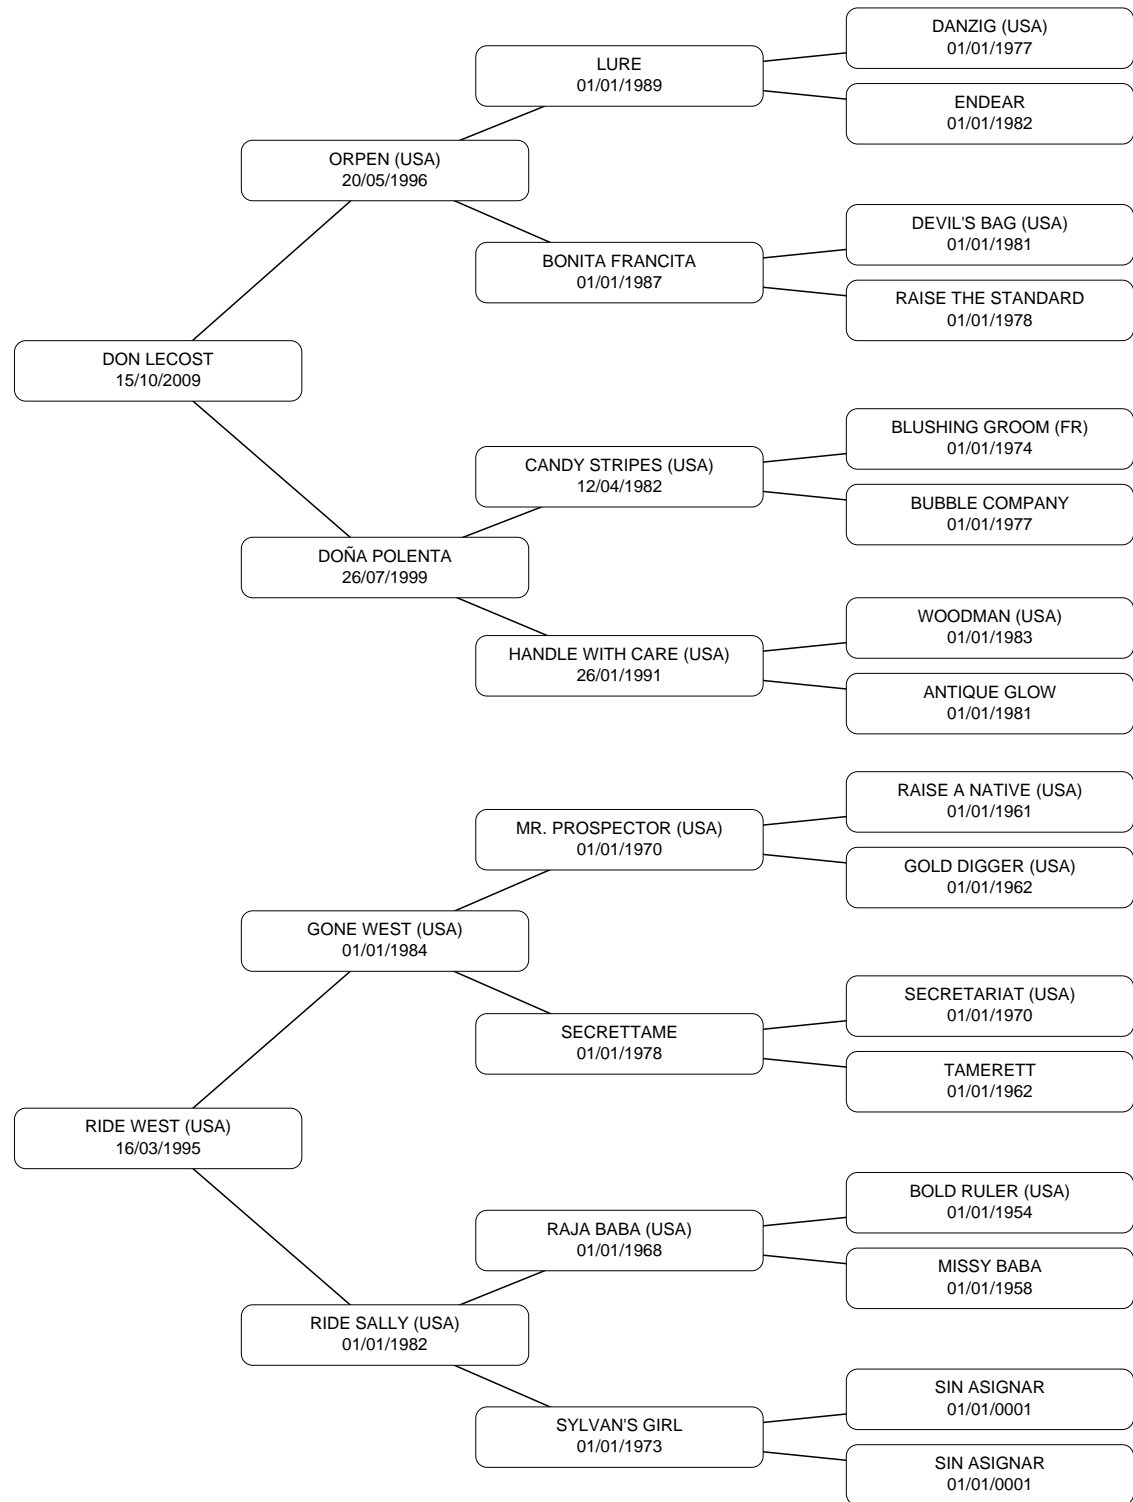 DANZIG (USA)
01/01/1977
LURE
01/01/1989
ENDEAR
01/01/1982
ORPEN (USA)
20/05/1996
DEVIL'S BAG (USA)
01/01/1981
BONITA FRANCITA
01/01/1987
RAISE THE STANDARD
01/01/1978
DON LECOST
15/10/2009
BLUSHING GROOM (FR)
01/01/1974
CANDY STRIPES (USA)
12/04/1982
BUBBLE COMPANY
01/01/1977
DOÑA POLENTA
26/07/1999
WOODMAN (USA)
01/01/1983
HANDLE WITH CARE (USA)
26/01/1991
ANTIQUE GLOW
01/01/1981
RAISE A NATIVE (USA)
01/01/1961
MR. PROSPECTOR (USA)
01/01/1970
GOLD DIGGER (USA)
01/01/1962
GONE WEST (USA)
01/01/1984
SECRETARIAT (USA)
01/01/1970
SECRETTAME
01/01/1978
TAMERETT
01/01/1962
RIDE WEST (USA)
16/03/1995
BOLD RULER (USA)
01/01/1954
RAJA BABA (USA)
01/01/1968
MISSY BABA
01/01/1958
RIDE SALLY (USA)
01/01/1982
SIN ASIGNAR
01/01/0001
SYLVAN'S GIRL
01/01/1973
SIN ASIGNAR
01/01/0001